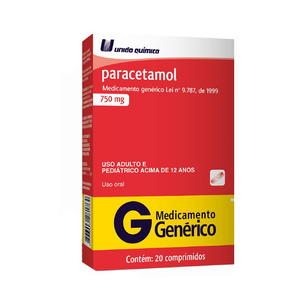 união química
paracetamol
Medicamento genérico Lei nº 9.787, de 1999
750 mg
USO ADULTO E
PEDIÁTRICO ACIMA DE 12 ANOS
Uso oral
G Medicamento
Genérico
Contém: 20 comprimidos